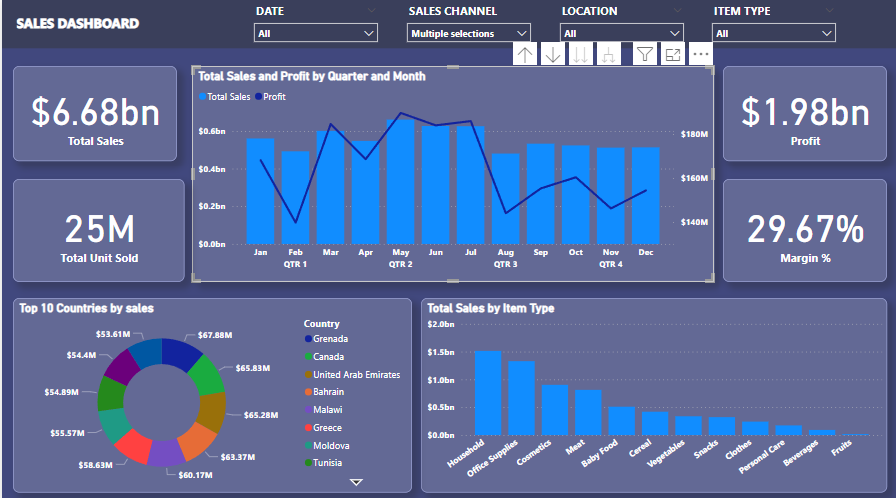 SALES DASHBOARD
DATE
All
SALES CHANNEL
Multiple selections
LOCATION
All
ITEM TYPE
All
$6.68bn
Total Sales
25M
Total Unit Sold
Total Sales and Profit by Quarter and Month
Total Sales Profit
$0.6bn
$0.4bn
$0.2bn
$0.0bn
$180M
$160M
$140M
Jan Feb Mar Apr May Jun Jul Aug Sep Oct Nov Dec
QTR 1 QTR 2 QTR 3 QTR 4
$1.98bn
Profit
29.67%
Margin %
Top 10 Countries by sales
$67.88M
$65.83M
$65.28M
$63.37M
$60.17M
$58.63M
$55.57M
$54.89M
$54.4M
$53.61M
Country
Grenada
Canada
United Arab Emirates
Bahrain
Malawi
Greece
Moldova
Tunisia
Total Sales by Item Type
$2.0bn
$1.5bn
$1.0bn
$0.5bn
$0.0bn
Household
Office Supplies
Cosmetics
Meat
Baby Food
Cereal
Vegetables
Snacks
Clothes
Personal Care
Beverages
Fruits